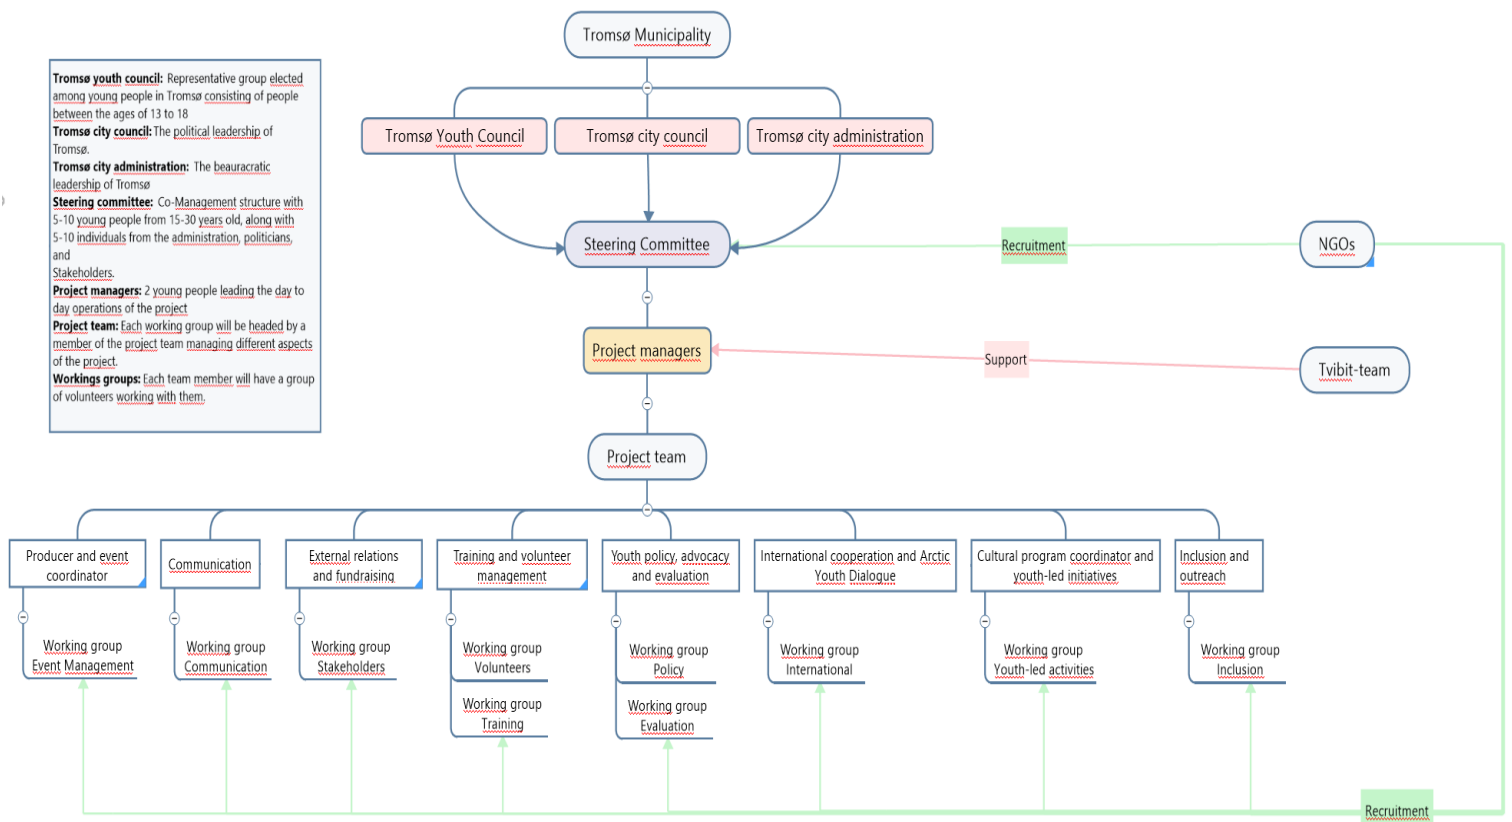 Tromsø Municipality
Tromsø youth council: Representative group elected
among young people in Tromsø consisting of people
between the ages of 13 to 18
Tromsø city council: The political leadership of
Tromsø.
Tromsø city administration: The beauracratic
leadership of Tromsø
Steering committee: Co-Management structure with
5-10 young people from 15-30 years old, along with
5-10 individuals from the administration, politicians,
and
Stakeholders.
Project managers: 2 young people leading the day to
day operations of the project
Project team: Each working group will be headed by a
member of the project team managing different aspects
of the project.
Workings groups: Each team member will have a group
of volunteers working with them.
Tromsø Youth Council
Tromsø city council
Tromsø city administration
Steering Committee
Recruitment
NGOs
Project managers
Support
Tvibit-team
Project team
Producer and event
coordinator
Communication
External relations
and fundraising
Training and volunteer
management
Youth policy, advocacy
and evaluation
International cooperation and Arctic
Youth Dialogue
Cultural program coordinator and
youth-led initiatives
Inclusion and
outreach
Working group
Event Management
Working group
Communication
Working group
Stakeholders
Working group
Volunteers
Working group
Training
Working group
Policy
Working group
Evaluation
Working group
International
Working group
Youth-led activities
Working group
Inclusion
Recruitment